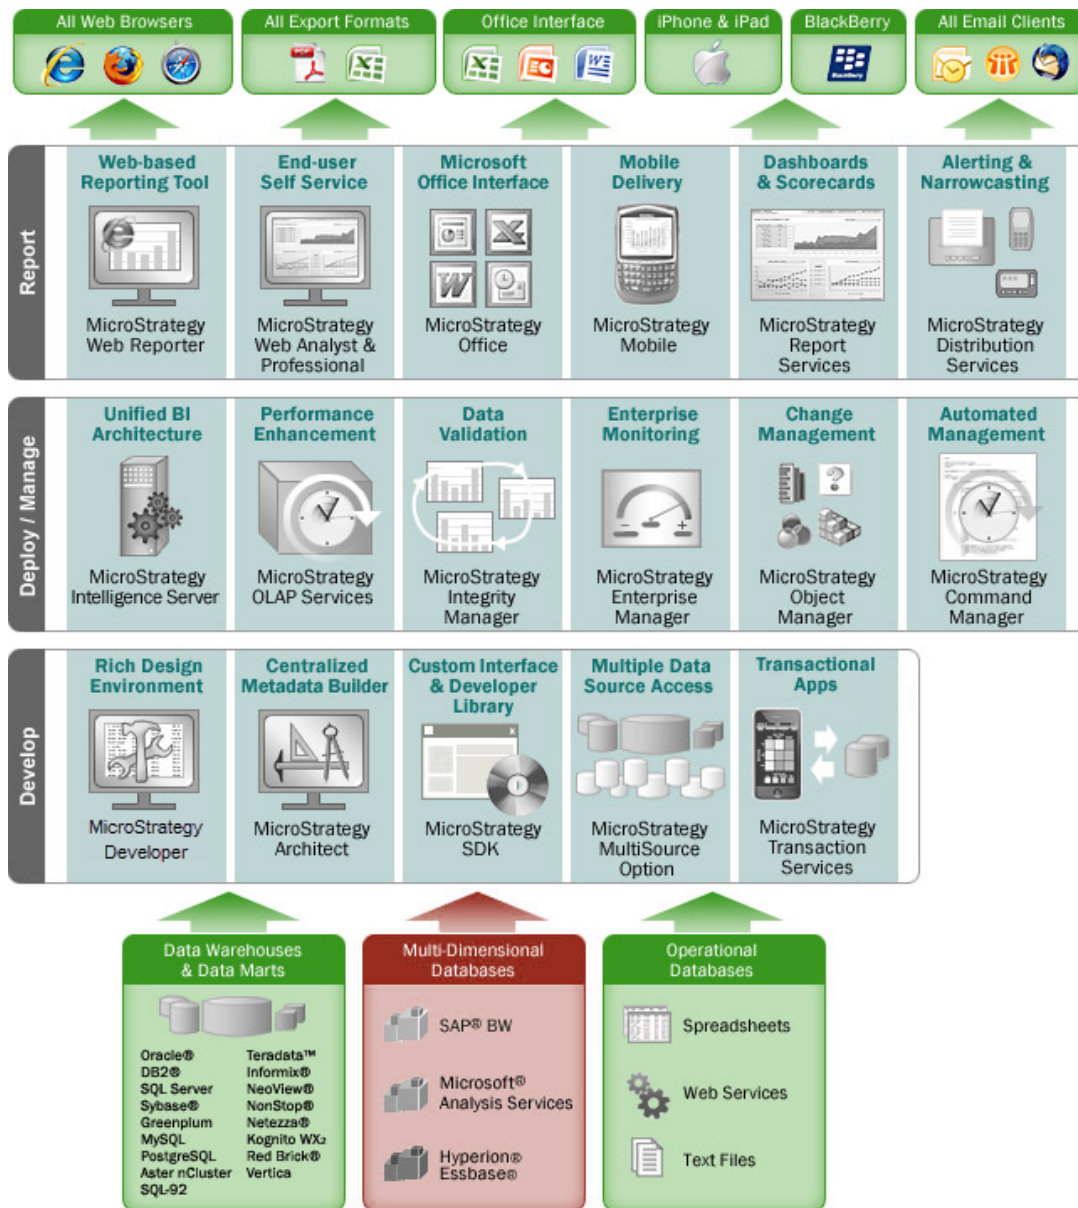 All Web Browsers
All Export Formats
Office Interface
iPhone & iPad
BlackBerry
All Email Clients
PDF
BlackBerry
Report
Web-based
Reporting Tool
MicroStrategy
Web Reporter
End-user
Self Service
MicroStrategy
Web Analyst &
Professional
Microsoft
Office Interface
MicroStrategy
Office
Mobile
Delivery
MicroStrategy
Mobile
Dashboards
& Scorecards
MicroStrategy
Report
Services
Alerting &
Narrowcasting
MicroStrategy
Distribution
Services
Deploy / Manage
Unified BI
Architecture
MicroStrategy
Intelligence Server
Performance
Enhancement
MicroStrategy
OLAP Services
Data
Validation
MicroStrategy
Integrity
Manager
Enterprise
Monitoring
MicroStrategy
Enterprise
Manager
Change
Management
MicroStrategy
Object
Manager
Automated
Management
MicroStrategy
Command
Manager
Develop
Rich Design
Environment
MicroStrategy
Developer
Centralized
Metadata Builder
MicroStrategy
Architect
Custom Interface
& Developer
Library
MicroStrategy
SDK
Multiple Data
Source Access
MicroStrategy
MultiSource
Option
Transactional
Apps
MicroStrategy
Transaction
Services
Data Warehouses
& Data Marts
Oracle®
DB2®
SQL Server
Sybase®
Greenplum
MySQL
PostgreSQL
Aster nCluster
SQL-92
Teradata™
Informix®
NeoView®
NonStop®
Netezza®
Kognito WX2
Red Brick®
Vertica
Multi-Dimensional
Databases
SAP® BW
Microsoft®
Analysis Services
Hyperion®
Essbase®
Operational
Databases
Spreadsheets
Web Services
Text Files